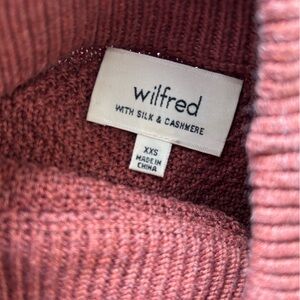 wilfred
WITH SILK & CASHMERE
XXS
MADE IN
CHINA